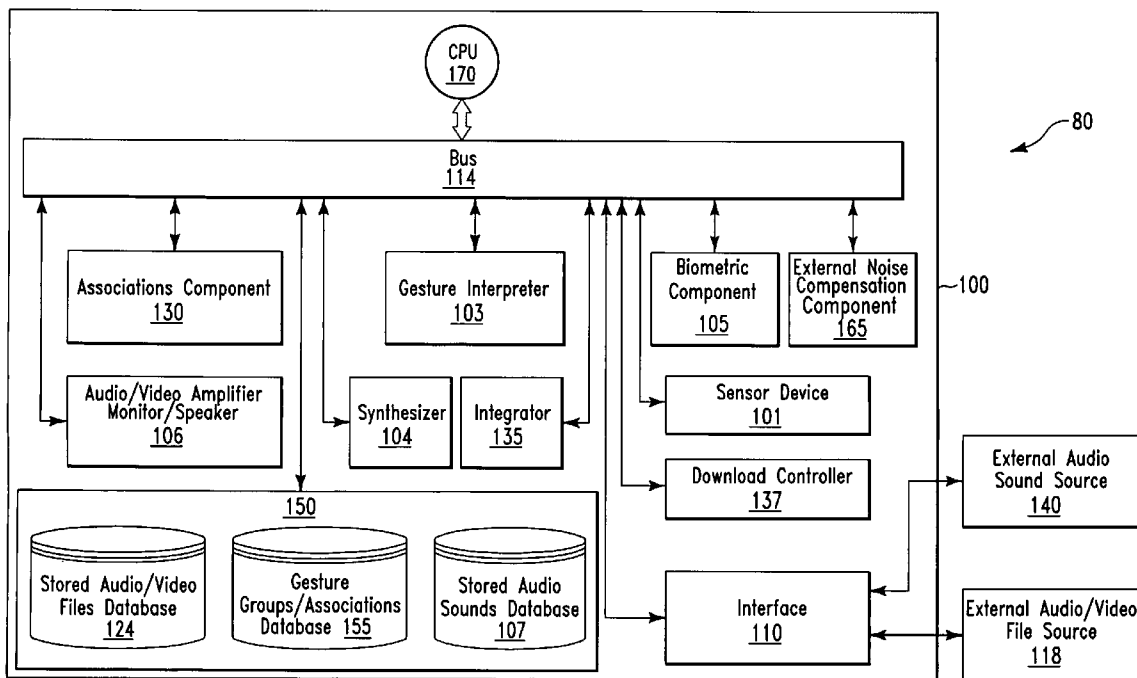 CPU
170
80
Bus
114
Associations Component
130
Gesture Interpreter
103
Biometric
Component
105
External Noise
Compensation
Component
165
100
Audio/Video Amplifier
Monitor/Speaker
106
Synthesizer
104
Integrator
135
Sensor Device
101
Download Controller
137
External Audio
Sound Source
140
150
Stored Audio/Video
Files Database
124
Gesture
Groups/Associations
Database 155
Stored Audio
Sounds Database
107
Interface
110
External Audio/Video
File Source
118